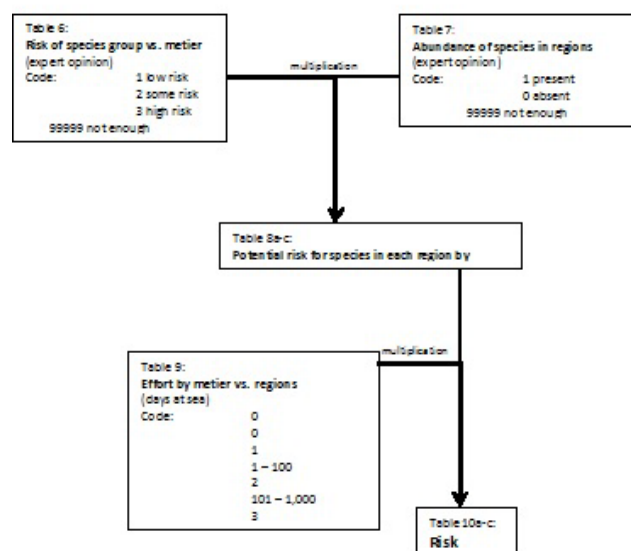 Table 6:
Risk of species group vs. metier
(expert opinion)
Code: 1 low risk
2 some risk
3 high risk
99999 not enough
multiplication
Table 7:
Abundance of species in regions
(expert opinion)
Code: 1 present
0 absent
99999 not enough
Table 8a-c:
Potential risk for species in each region by
multiplication
Table 9:
Effort by metier vs. regions
(days at sea)
Code: 0
0
1
1 – 100
2
101 – 1,000
3
Table 10a-c:
Risk